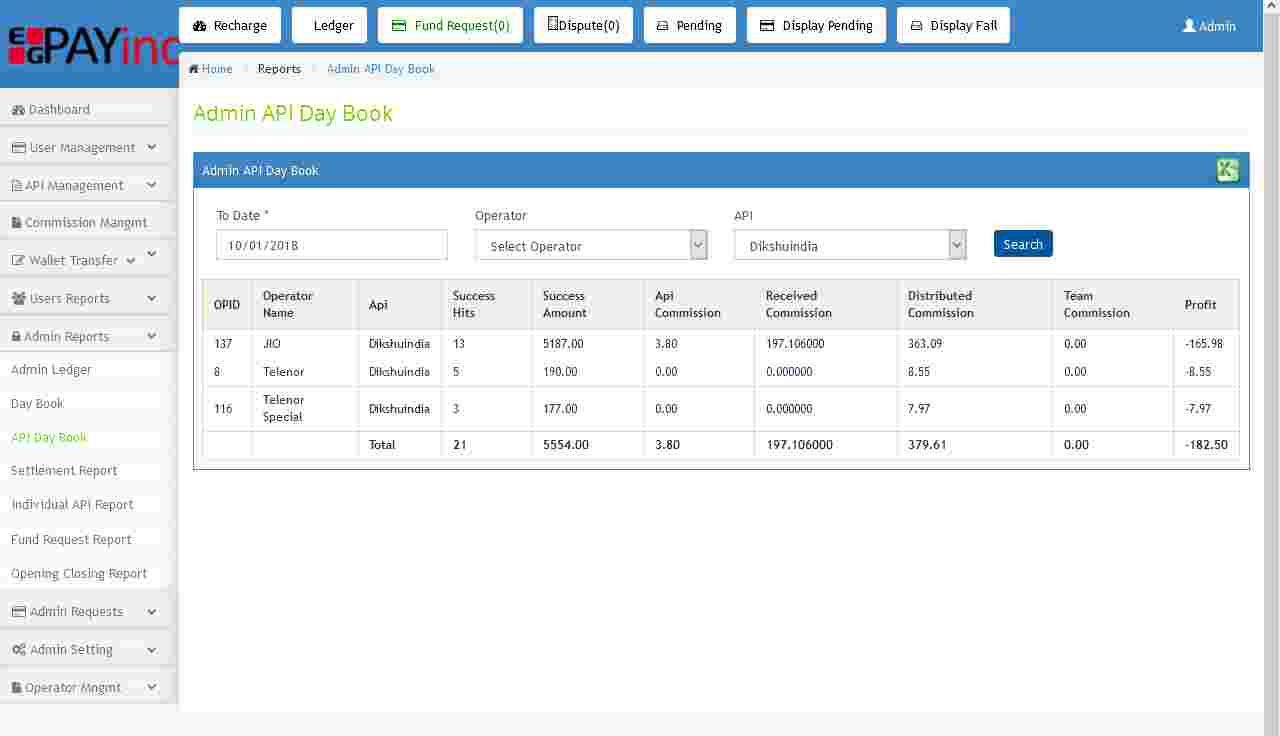 EG PAYinc
Recharge Ledger Fund Request(0) Dispute(0) Pending Display Pending Display Fail Admin
Home / Reports / Admin API Day Book
Dashboard
User Management
API Management
Commission Mangmt
Wallet Transfer
Users Reports
Admin Reports
Admin Ledger
Day Book
API Day Book
Settlement Report
Individual API Report
Fund Request Report
Opening Closing Report
Admin Requests
Admin Setting
Operator Mngmt
Admin API Day Book
Admin API Day Book
To Date * Operator API
10/01/2018 Select Operator Dikshuindia Search
OPID Operator Name Api Success Hits Success Amount Api Commission Received Commission Distributed Commission Team Commission Profit
137 JIO Dikshuindia 13 5187.00 3.80 197.106000 363.09 0.00 -165.98
8 Telenor Dikshuindia 5 190.00 0.00 0.000000 8.55 0.00 -8.55
116 Telenor Special Dikshuindia 3 177.00 0.00 0.000000 7.97 0.00 -7.97
Total 21 5554.00 3.80 197.106000 379.61 0.00 -182.50